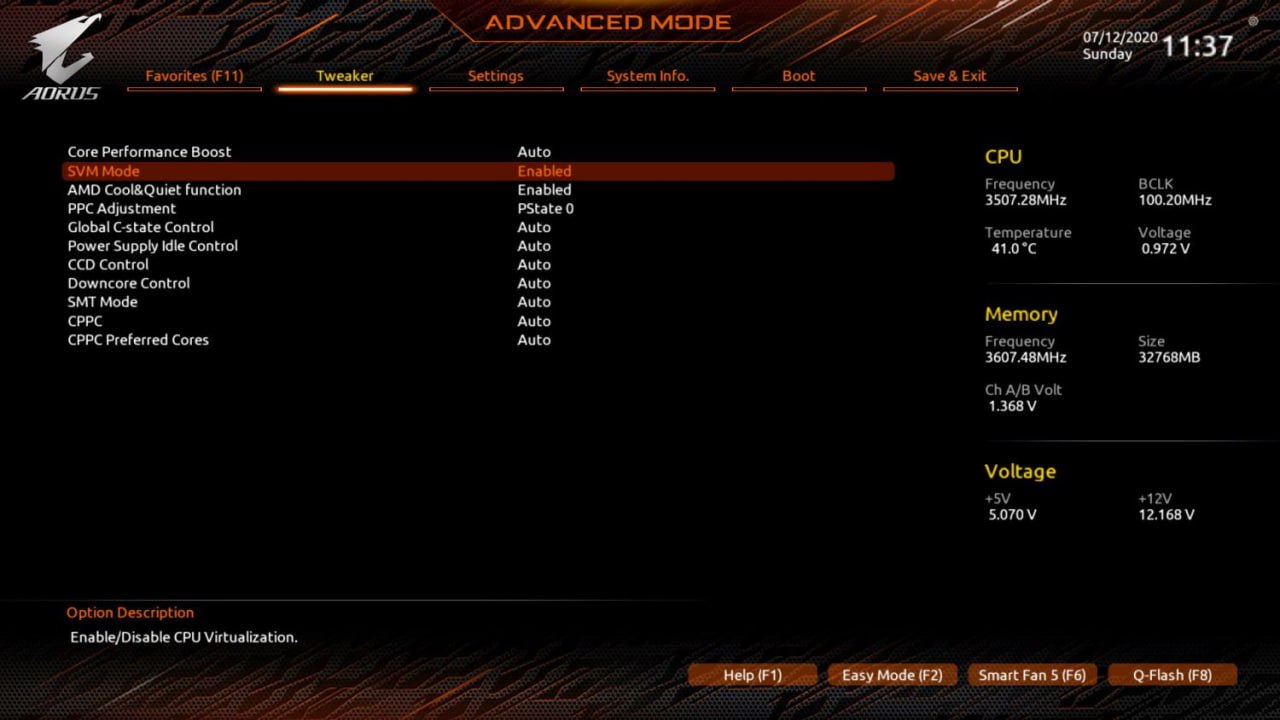 ADVANCED MODE
AORUS
07/12/2020 11:37
Sunday
Favorites (F11) Tweaker Settings System Info. Boot Save & Exit
Core Performance Boost Auto
SVM Mode Enabled
AMD Cool&Quiet function Enabled
PPC Adjustment PState 0
Global C-state Control Auto
Power Supply Idle Control Auto
CCD Control Auto
Downcore Control Auto
SMT Mode Auto
CPPC Auto
CPPC Preferred Cores Auto
CPU
Frequency BCLK
3507.28MHz 100.20MHz
Temperature Voltage
41.0 °C 0.972 V
Memory
Frequency Size
3607.48MHz 32768MB
Ch A/B Volt
1.368 V
Voltage
+5V +12V
5.070 V 12.168 V
Option Description
Enable/Disable CPU Virtualization.
Help (F1) Easy Mode (F2) Smart Fan 5 (F6) Q-Flash (F8)